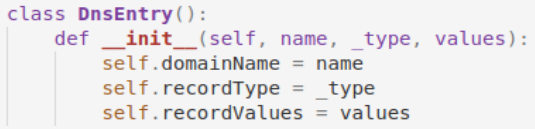 class DnsEntry():
    def __init__(self, name, _type, values):
        self.domainName = name
        self.recordType = _type
        self.recordValues = values